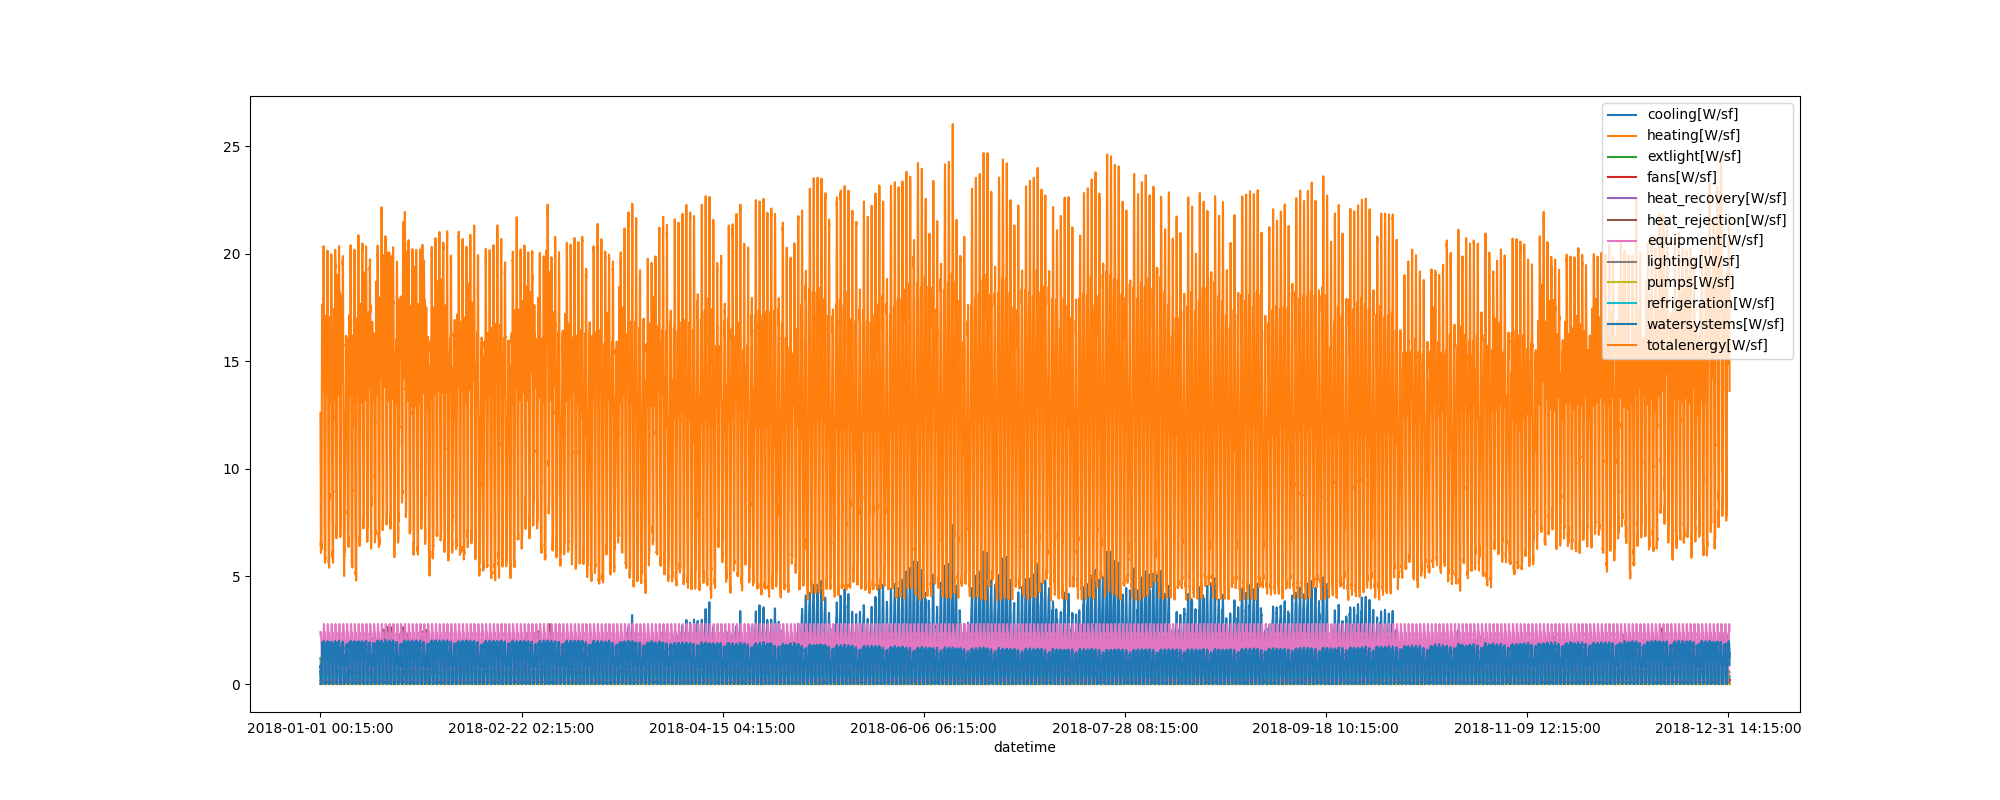 cooling[W/sf]
heating[W/sf]
extlight[W/sf]
fans[W/sf]
heat_recovery[W/sf]
heat_rejection[W/sf]
equipment[W/sf]
lighting[W/sf]
pumps[W/sf]
refrigeration[W/sf]
watersystems[W/sf]
totalenergy[W/sf]
25
20
15
10
5
0
2018-01-01 00:15:00 2018-02-22 02:15:00 2018-04-15 04:15:00 2018-06-06 06:15:00 2018-07-28 08:15:00 2018-09-18 10:15:00 2018-11-09 12:15:00 2018-12-31 14:15:00
datetime